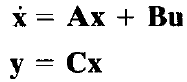 ẋ = Ax + Bu
y = Cx